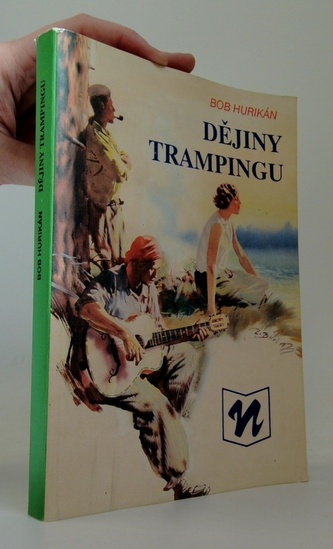 BOB HURIKÁN
DĚJINY
TRAMPINGU
n
BOB HURIKÁN DĚJINY TRAMPINGU